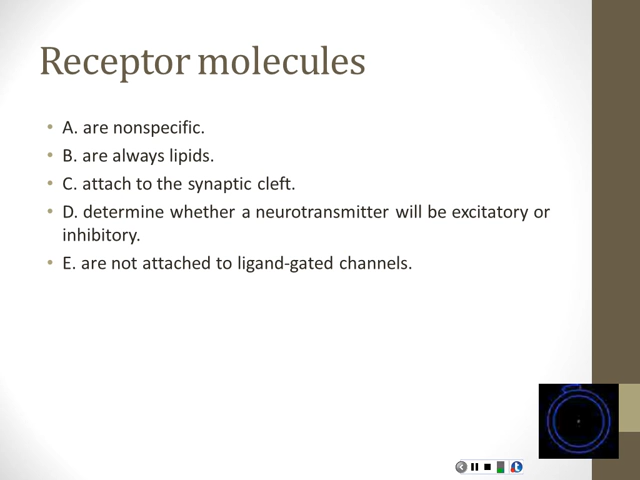 Receptor molecules
• A. are nonspecific.
• B. are always lipids.
• C. attach to the synaptic cleft.
• D. determine whether a neurotransmitter will be excitatory or
inhibitory.
• E. are not attached to ligand-gated channels.